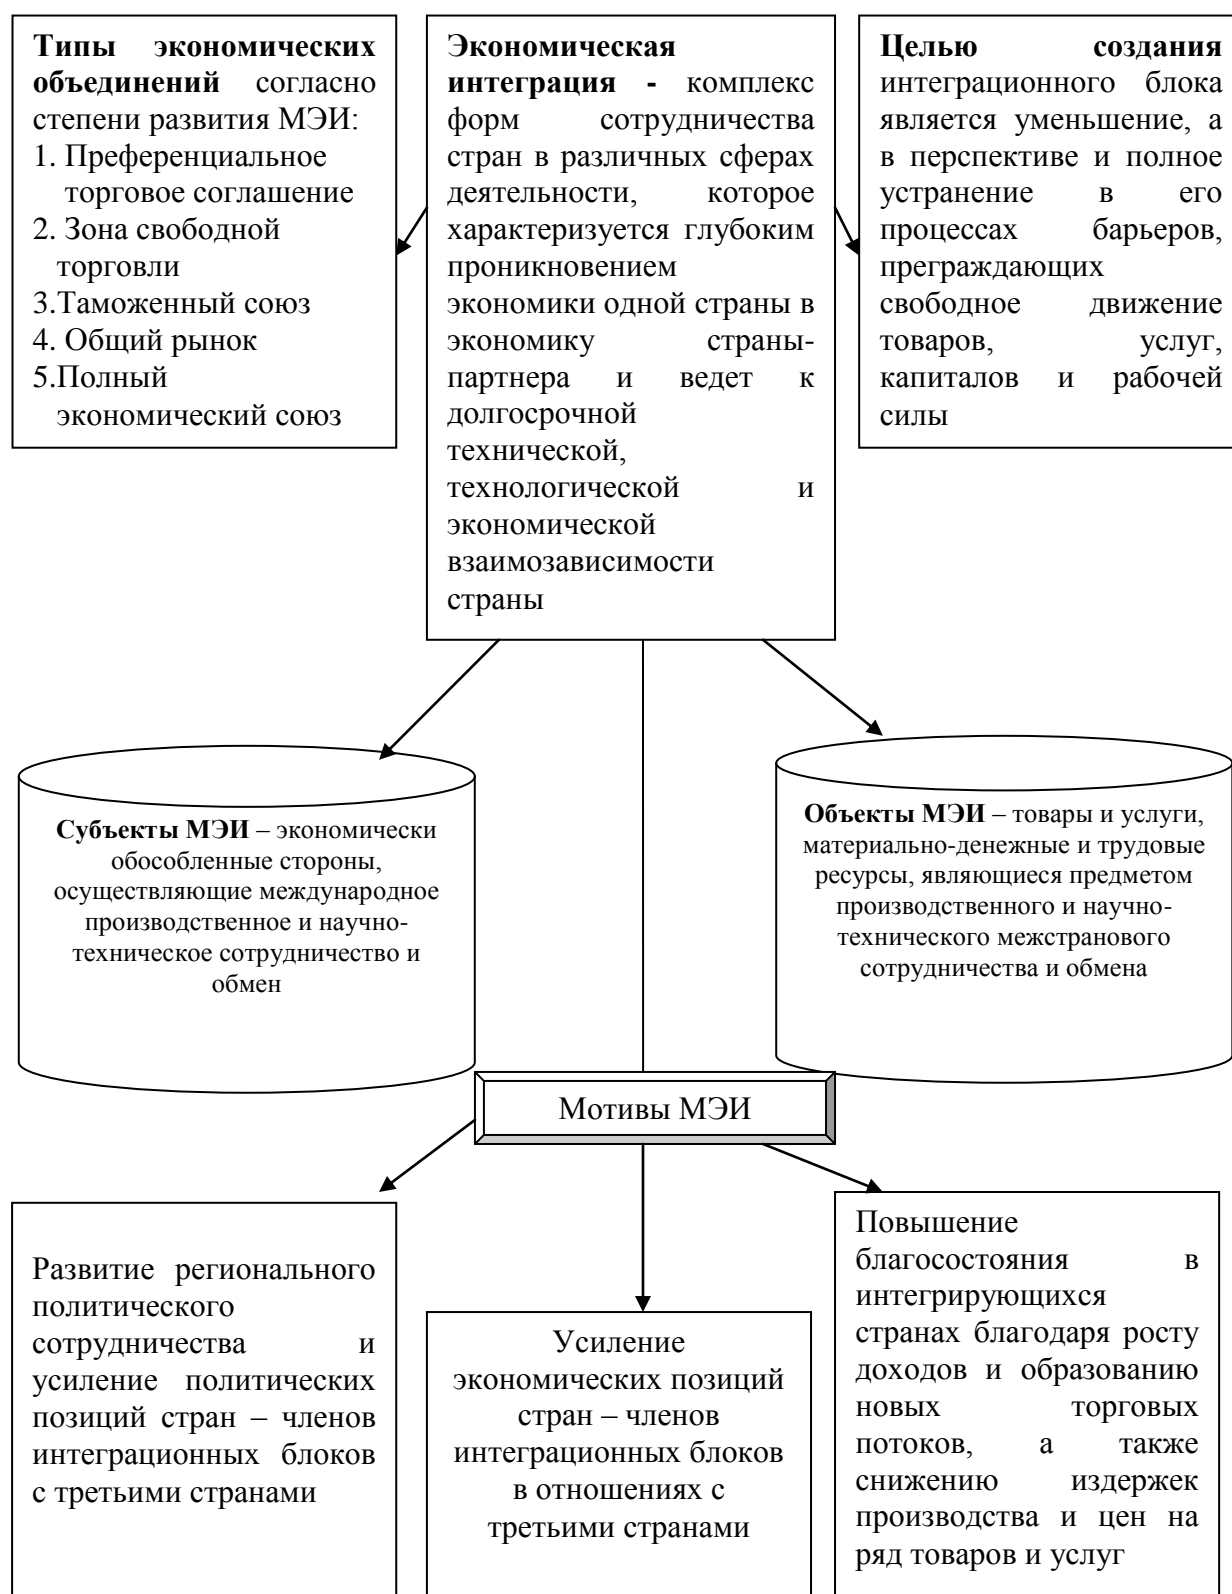 Типы экономических
объединений согласно
степени развития МЭИ:
1. Преференциальное
торговое соглашение
2. Зона свободной
торговли
3.Таможенный союз
4. Общий рынок
5.Полный
экономический союз
Экономическая
интеграция - комплекс
форм сотрудничества
стран в различных сферах
деятельности, которое
характеризуется глубоким
проникновением
экономики одной страны в
экономику страны-
партнера и ведет к
долгосрочной
технической,
технологической и
экономической
взаимозависимости
страны
Целью создания
интеграционного блока
является уменьшение, а
в перспективе и полное
устранение в его
процессах барьеров,
преграждающих
свободное движение
товаров, услуг,
капиталов и рабочей
силы
Субъекты МЭИ – экономически
обособленные стороны,
осуществляющие международное
производственное и научно-
техническое сотрудничество и
обмен
Объекты МЭИ – товары и услуги,
материально-денежные и трудовые
ресурсы, являющиеся предметом
производственного и научно-
технического межстранового
сотрудничества и обмена
Мотивы МЭИ
Развитие регионального
политического
сотрудничества и
усиление политических
позиций стран – членов
интеграционных блоков
с третьими странами
Усиление
экономических позиций
стран – членов
интеграционных блоков
в отношениях с
третьими странами
Повышение
благосостояния в
интегрирующихся
странах благодаря росту
доходов и образованию
новых торговых
потоков, а также
снижению издержек
производства и цен на
ряд товаров и услуг